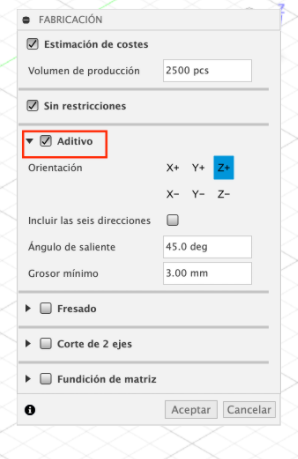 FABRICACIÓN
Estimación de costes
Volumen de producción 2500 pcs
Sin restricciones
Aditivo
Orientación X+ Y+ Z+
X- Y- Z-
Incluir las seis direcciones
Ángulo de saliente 45.0 deg
Grosor mínimo 3.00 mm
Fresado
Corte de 2 ejes
Fundición de matriz
Aceptar Cancelar